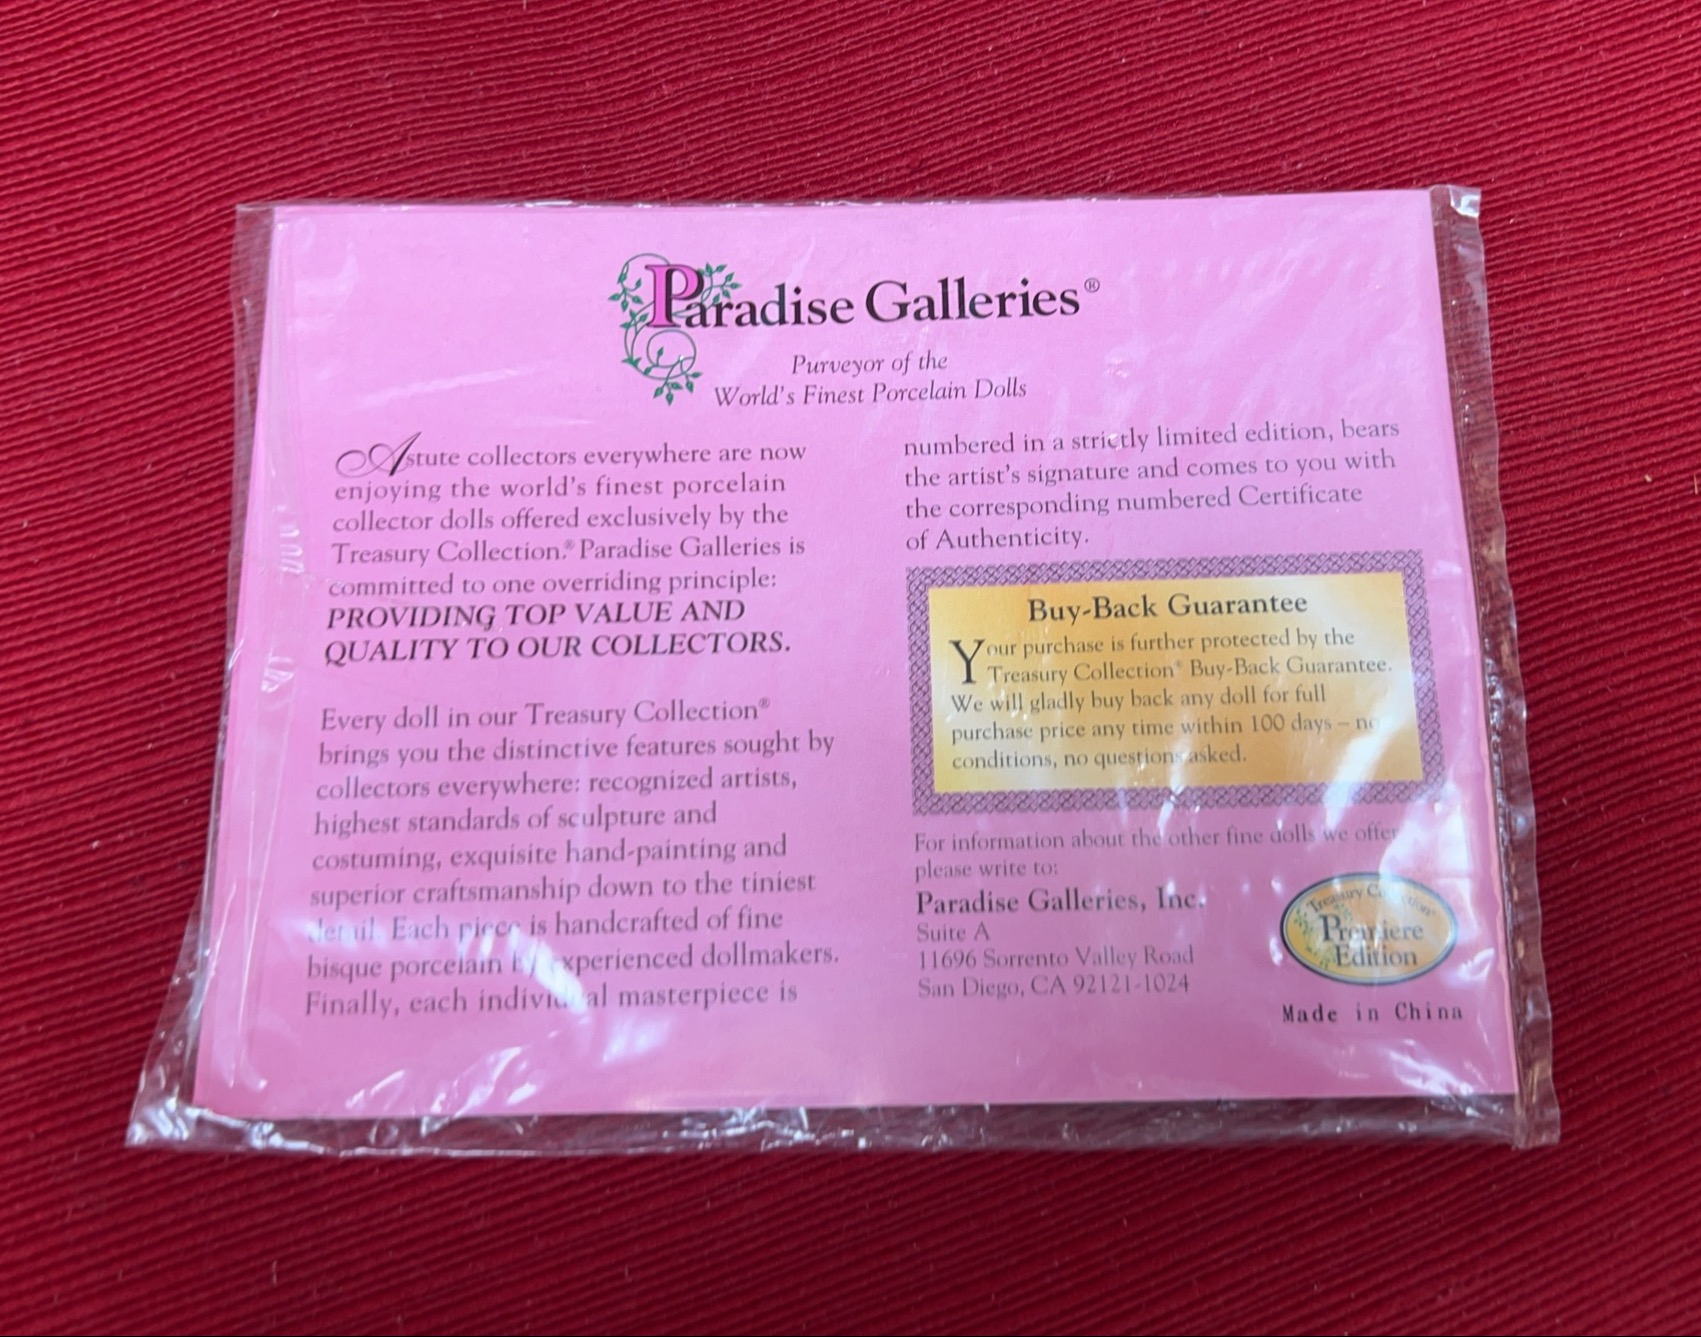 Paradise Galleries®
Purveyor of the
World's Finest Porcelain Dolls
Astute collectors everywhere are now
enjoying the world's finest porcelain
collector dolls offered exclusively by the
Treasury Collection.® Paradise Galleries is
committed to one overriding principle:
PROVIDING TOP VALUE AND
QUALITY TO OUR COLLECTORS.
Every doll in our Treasury Collection®
brings you the distinctive features sought by
collectors everywhere: recognized artists,
highest standards of sculpture and
costuming, exquisite hand-painting and
superior craftsmanship down to the tiniest
detail. Each piece is handcrafted of fine
bisque porcelain by experienced dollmakers.
Finally, each individual masterpiece is
numbered in a strictly limited edition, bears
the artist's signature and comes to you with
the corresponding numbered Certificate
of Authenticity.
Buy-Back Guarantee
Your purchase is further protected by the
Treasury Collection® Buy-Back Guarantee.
We will gladly buy back any doll for full
purchase price any time within 100 days – no
conditions, no questions asked.
For information about the other fine dolls we offer
please write to:
Paradise Galleries, Inc.
Suite A
11696 Sorrento Valley Road
San Diego, CA 92121-1024
Treasury Collection®
Premiere
Edition
Made in China